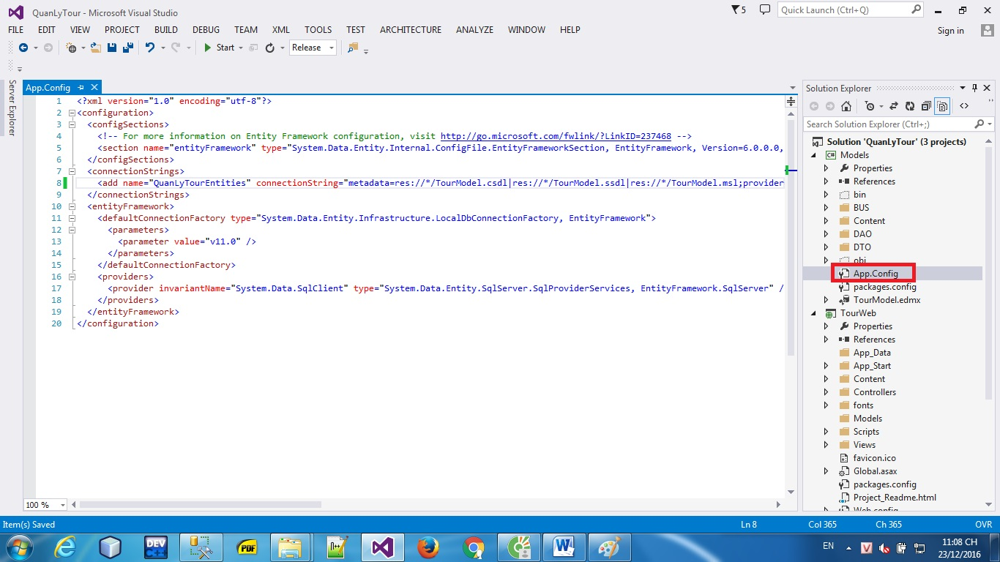 QuanLyTour - Microsoft Visual Studio
5
Quick Launch (Ctrl+Q)
FILE EDIT VIEW PROJECT BUILD DEBUG TEAM XML TOOLS TEST ARCHITECTURE ANALYZE WINDOW HELP
Sign in
Start
Release
Server Explorer
App.Config
1 <?xml version="1.0" encoding="utf-8"?>
2 <configuration>
3 <configSections>
4 <!-- For more information on Entity Framework configuration, visit http://go.microsoft.com/fwlink/?LinkID=237468 -->
5 <section name="entityFramework" type="System.Data.Entity.Internal.ConfigFile.EntityFrameworkSection, EntityFramework, Version=6.0.0.0,
6 </configSections>
7 <connectionStrings>
8 <add name="QuanLyTourEntities" connectionString="metadata=res://*/TourModel.csdl|res://*/TourModel.ssdl|res://*/TourModel.msl;provider
9 </connectionStrings>
10 <entityFramework>
11 <defaultConnectionFactory type="System.Data.Entity.Infrastructure.LocalDbConnectionFactory, EntityFramework">
12 <parameters>
13 <parameter value="v11.0" />
14 </parameters>
15 </defaultConnectionFactory>
16 <providers>
17 <provider invariantName="System.Data.SqlClient" type="System.Data.Entity.SqlServer.SqlProviderServices, EntityFramework.SqlServer" /
18 </providers>
19 </entityFramework>
20 </configuration>
100 %
Solution Explorer
Search Solution Explorer (Ctrl+;)
Solution 'QuanLyTour' (3 projects)
Models
Properties
References
bin
BUS
Content
DAO
DTO
obj
App.Config
packages.config
TourModel.edmx
TourWeb
Properties
References
App_Data
App_Start
Content
Controllers
fonts
Models
Scripts
Views
favicon.ico
Global.asax
packages.config
Project_Readme.html
Web.config
Item(s) Saved
Ln 8 Col 365 Ch 365 OVR
DEV C++
PDF
EN
11:08 CH
23/12/2016